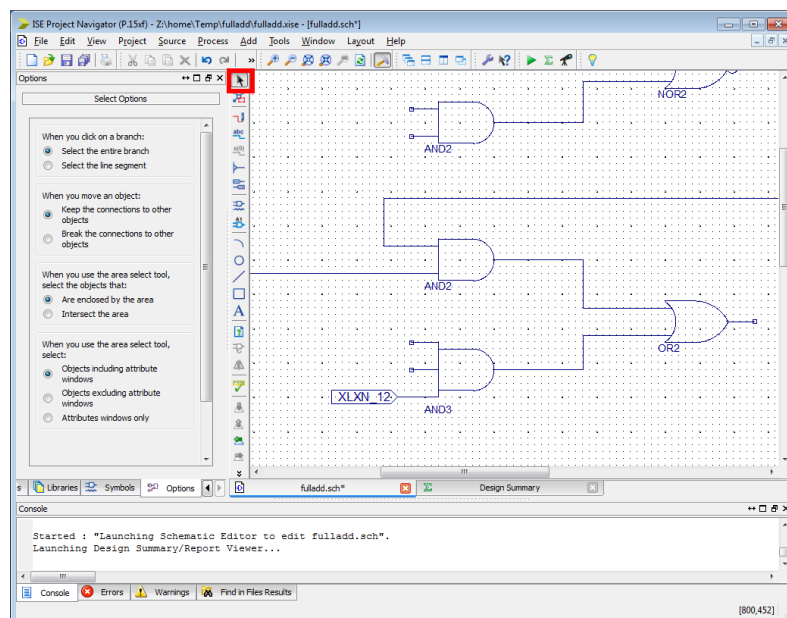 ISE Project Navigator (P.15xf) - Z:\home\Temp\fulladd\fulladd.xise - [fulladd.sch*]
File Edit View Project Source Process Add Tools Window Layout Help
Options
Select Options
When you click on a branch:
Select the entire branch
Select the line segment
When you move an object:
Keep the connections to other
objects
Break the connections to other
objects
When you use the area select tool,
select the objects that:
Are enclosed by the area
Intersect the area
When you use the area select tool,
select:
Objects including attribute
windows
Objects excluding attribute
windows
Attributes windows only
abc
A
NOR2
AND2
AND2
OR2
XLXN_12
AND3
s Libraries Symbols Options
fulladd.sch* Design Summary
Console
Started : "Launching Schematic Editor to edit fulladd.sch".
Launching Design Summary/Report Viewer...
Console Errors Warnings Find in Files Results
[800,452]